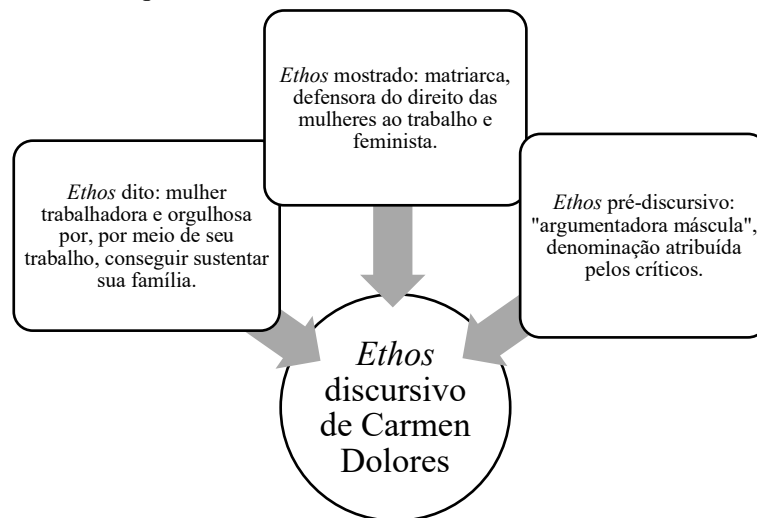 Ethos mostrado: matriarca,
defensora do direito das
mulheres ao trabalho e
feminista.
Ethos dito: mulher
trabalhadora e orgulhosa
por, por meio de seu
trabalho, conseguir sustentar
sua família.
Ethos pré-discursivo:
"argumentadora máscula",
denominação atribuída
pelos críticos.
Ethos
discursivo
de Carmen
Dolores